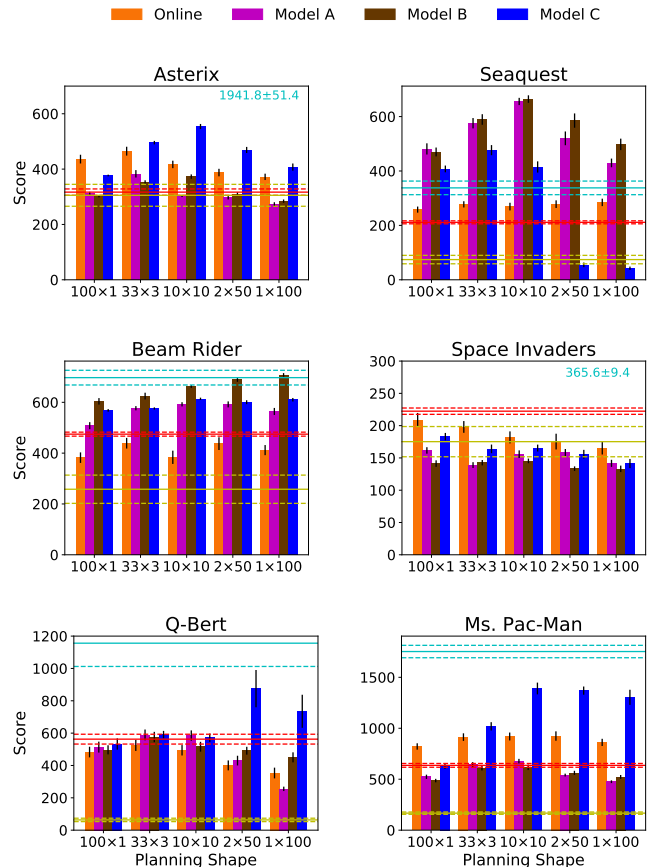 Online Model A Model B Model C
Asterix
Seaquest
1941.8±51.4
Score
600
400
200
0
100×1 33×3 10×10 2×50 1×100
600
400
200
0
100×1 33×3 10×10 2×50 1×100
Beam Rider
Space Invaders
Score
600
400
200
0
100×1 33×3 10×10 2×50 1×100
365.6±9.4
300
250
200
150
100
50
0
100×1 33×3 10×10 2×50 1×100
Q-Bert
Ms. Pac-Man
Score
1200
1000
800
600
400
200
0
100×1 33×3 10×10 2×50 1×100
Planning Shape
1500
1000
500
0
100×1 33×3 10×10 2×50 1×100
Planning Shape